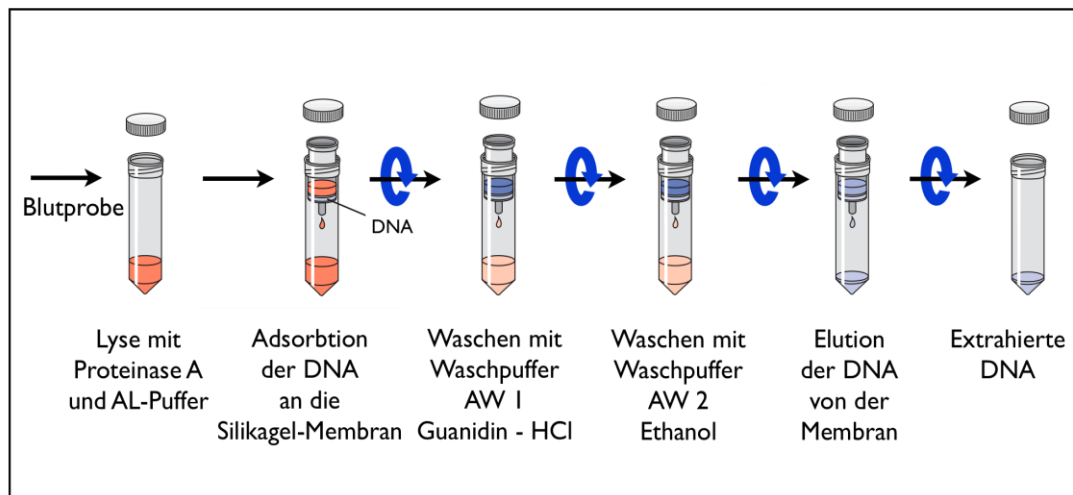 Blutprobe
DNA
Lyse mit
Proteinase A
und AL-Puffer
Adsorbtion
der DNA
an die
Silikagel-Membran
Waschen mit
Waschpuffer
AW 1
Guanidin - HCl
Waschen mit
Waschpuffer
AW 2
Ethanol
Elution
der DNA
von der
Membran
Extrahierte
DNA